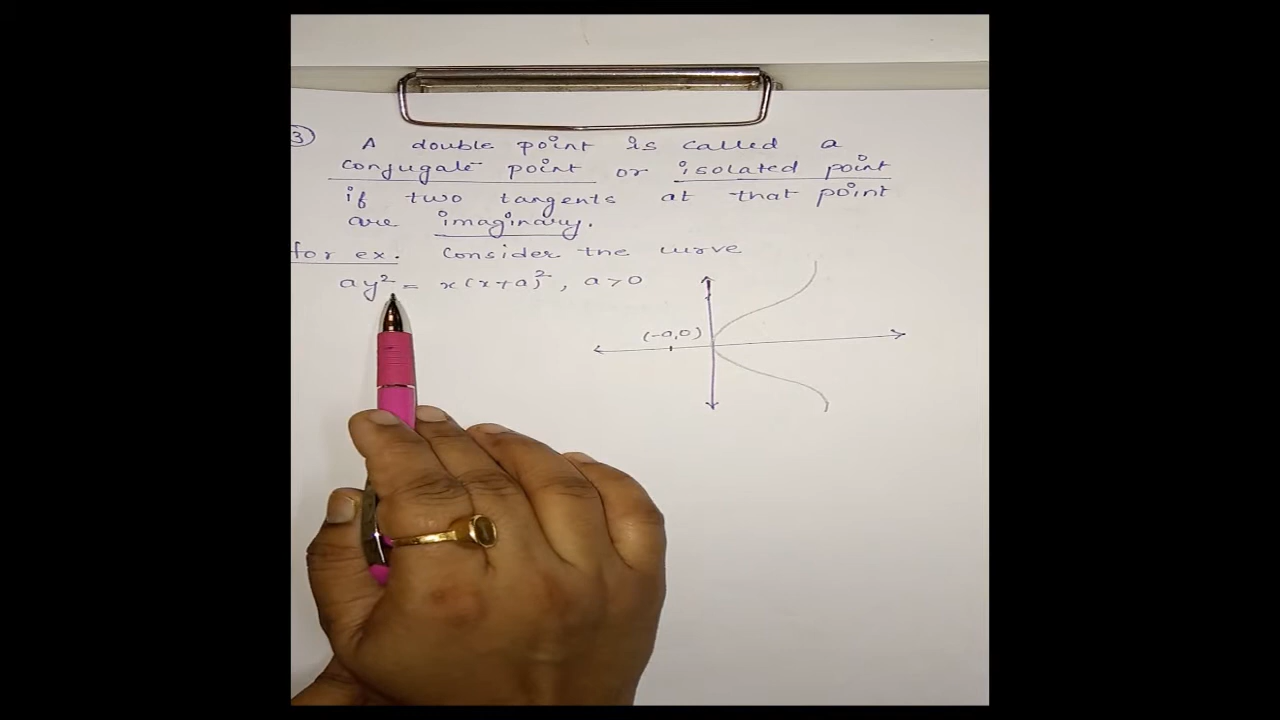 3 A double point is called a
conjugate point or isolated point
if two tangents at that point
are imaginary.
for ex. Consider the curve
ay² = x(x+a)², a>0
(-a,0)